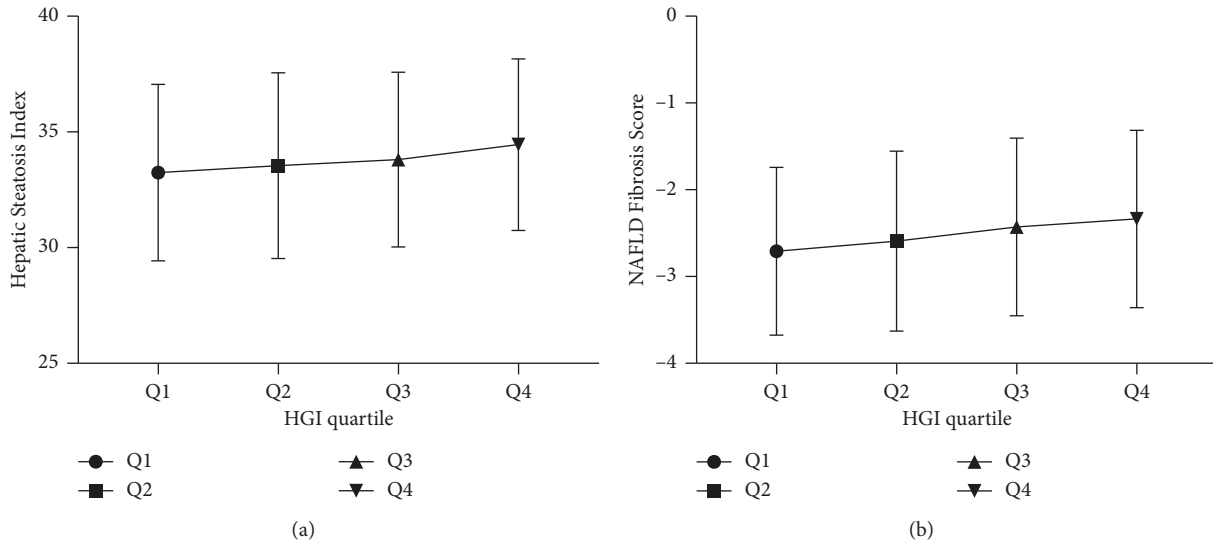 Hepatic Steatosis Index
40
35
30
25
Q1 Q2 Q3 Q4
HGI quartile
Q1 Q3
Q2 Q4
(a)
NAFLD Fibrosis Score
0
–1
–2
–3
–4
Q1 Q2 Q3 Q4
HGI quartile
Q1 Q3
Q2 Q4
(b)